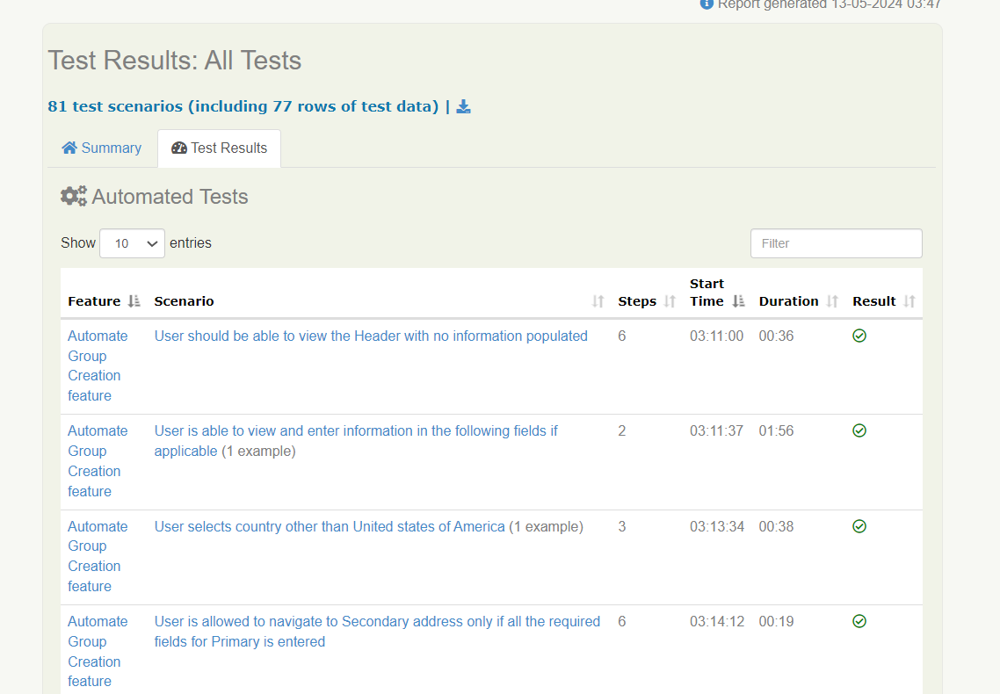 Report generated 13-05-2024 03:47
Test Results: All Tests
81 test scenarios (including 77 rows of test data) |
Summary
Test Results
Automated Tests
Show 10 entries
Filter
Feature Scenario Steps Start Time Duration Result
Automate Group Creation feature
User should be able to view the Header with no information populated
6 03:11:00 00:36
Automate Group Creation feature
User is able to view and enter information in the following fields if
applicable (1 example)
2 03:11:37 01:56
Automate Group Creation feature
User selects country other than United states of America (1 example)
3 03:13:34 00:38
Automate Group Creation feature
User is allowed to navigate to Secondary address only if all the required
fields for Primary is entered
6 03:14:12 00:19